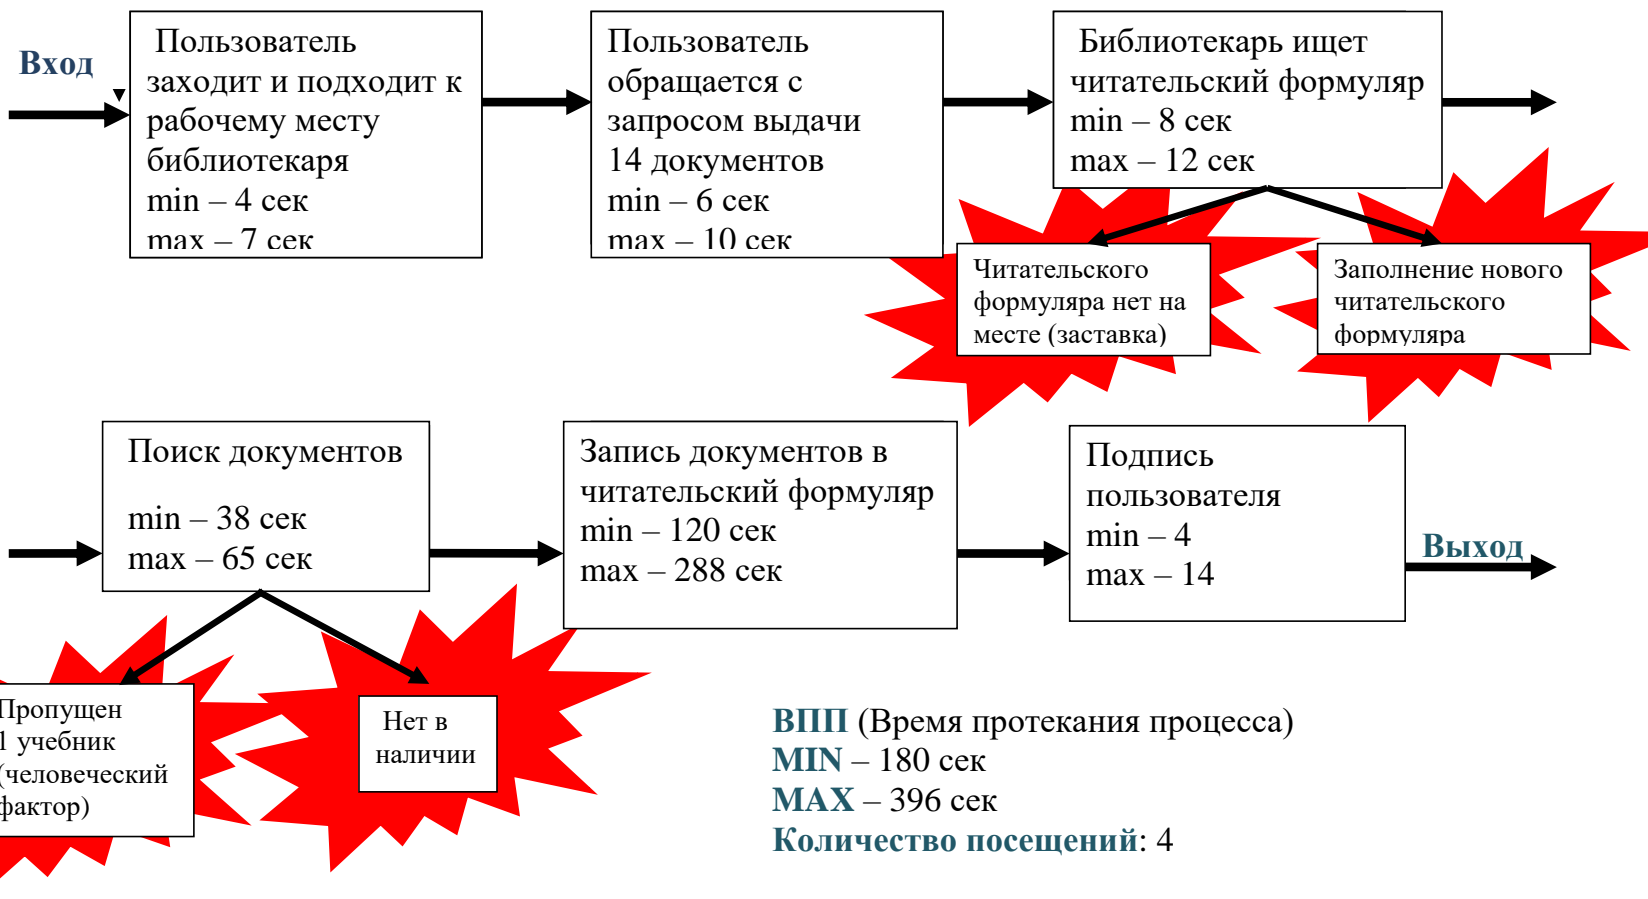 Вход
Пользователь
заходит и подходит к
рабочему месту
библиотекаря
min – 4 сек
max – 7 сек
Пользователь
обращается с
запросом выдачи
14 документов
min – 6 сек
max – 10 сек
Библиотекарь ищет
читательский формуляр
min – 8 сек
max – 12 сек
Читательского
формуляра нет на
месте (заставка)
Заполнение нового
читательского
формуляра
Поиск документов
min – 38 сек
max – 65 сек
Запись документов в
читательский формуляр
min – 120 сек
max – 288 сек
Подпись
пользователя
min – 4
max – 14
Выход
Пропущен
1 учебник
(человеческий
фактор)
Нет в
наличии
ВПП (Время протекания процесса)
MIN – 180 сек
MAX – 396 сек
Количество посещений: 4